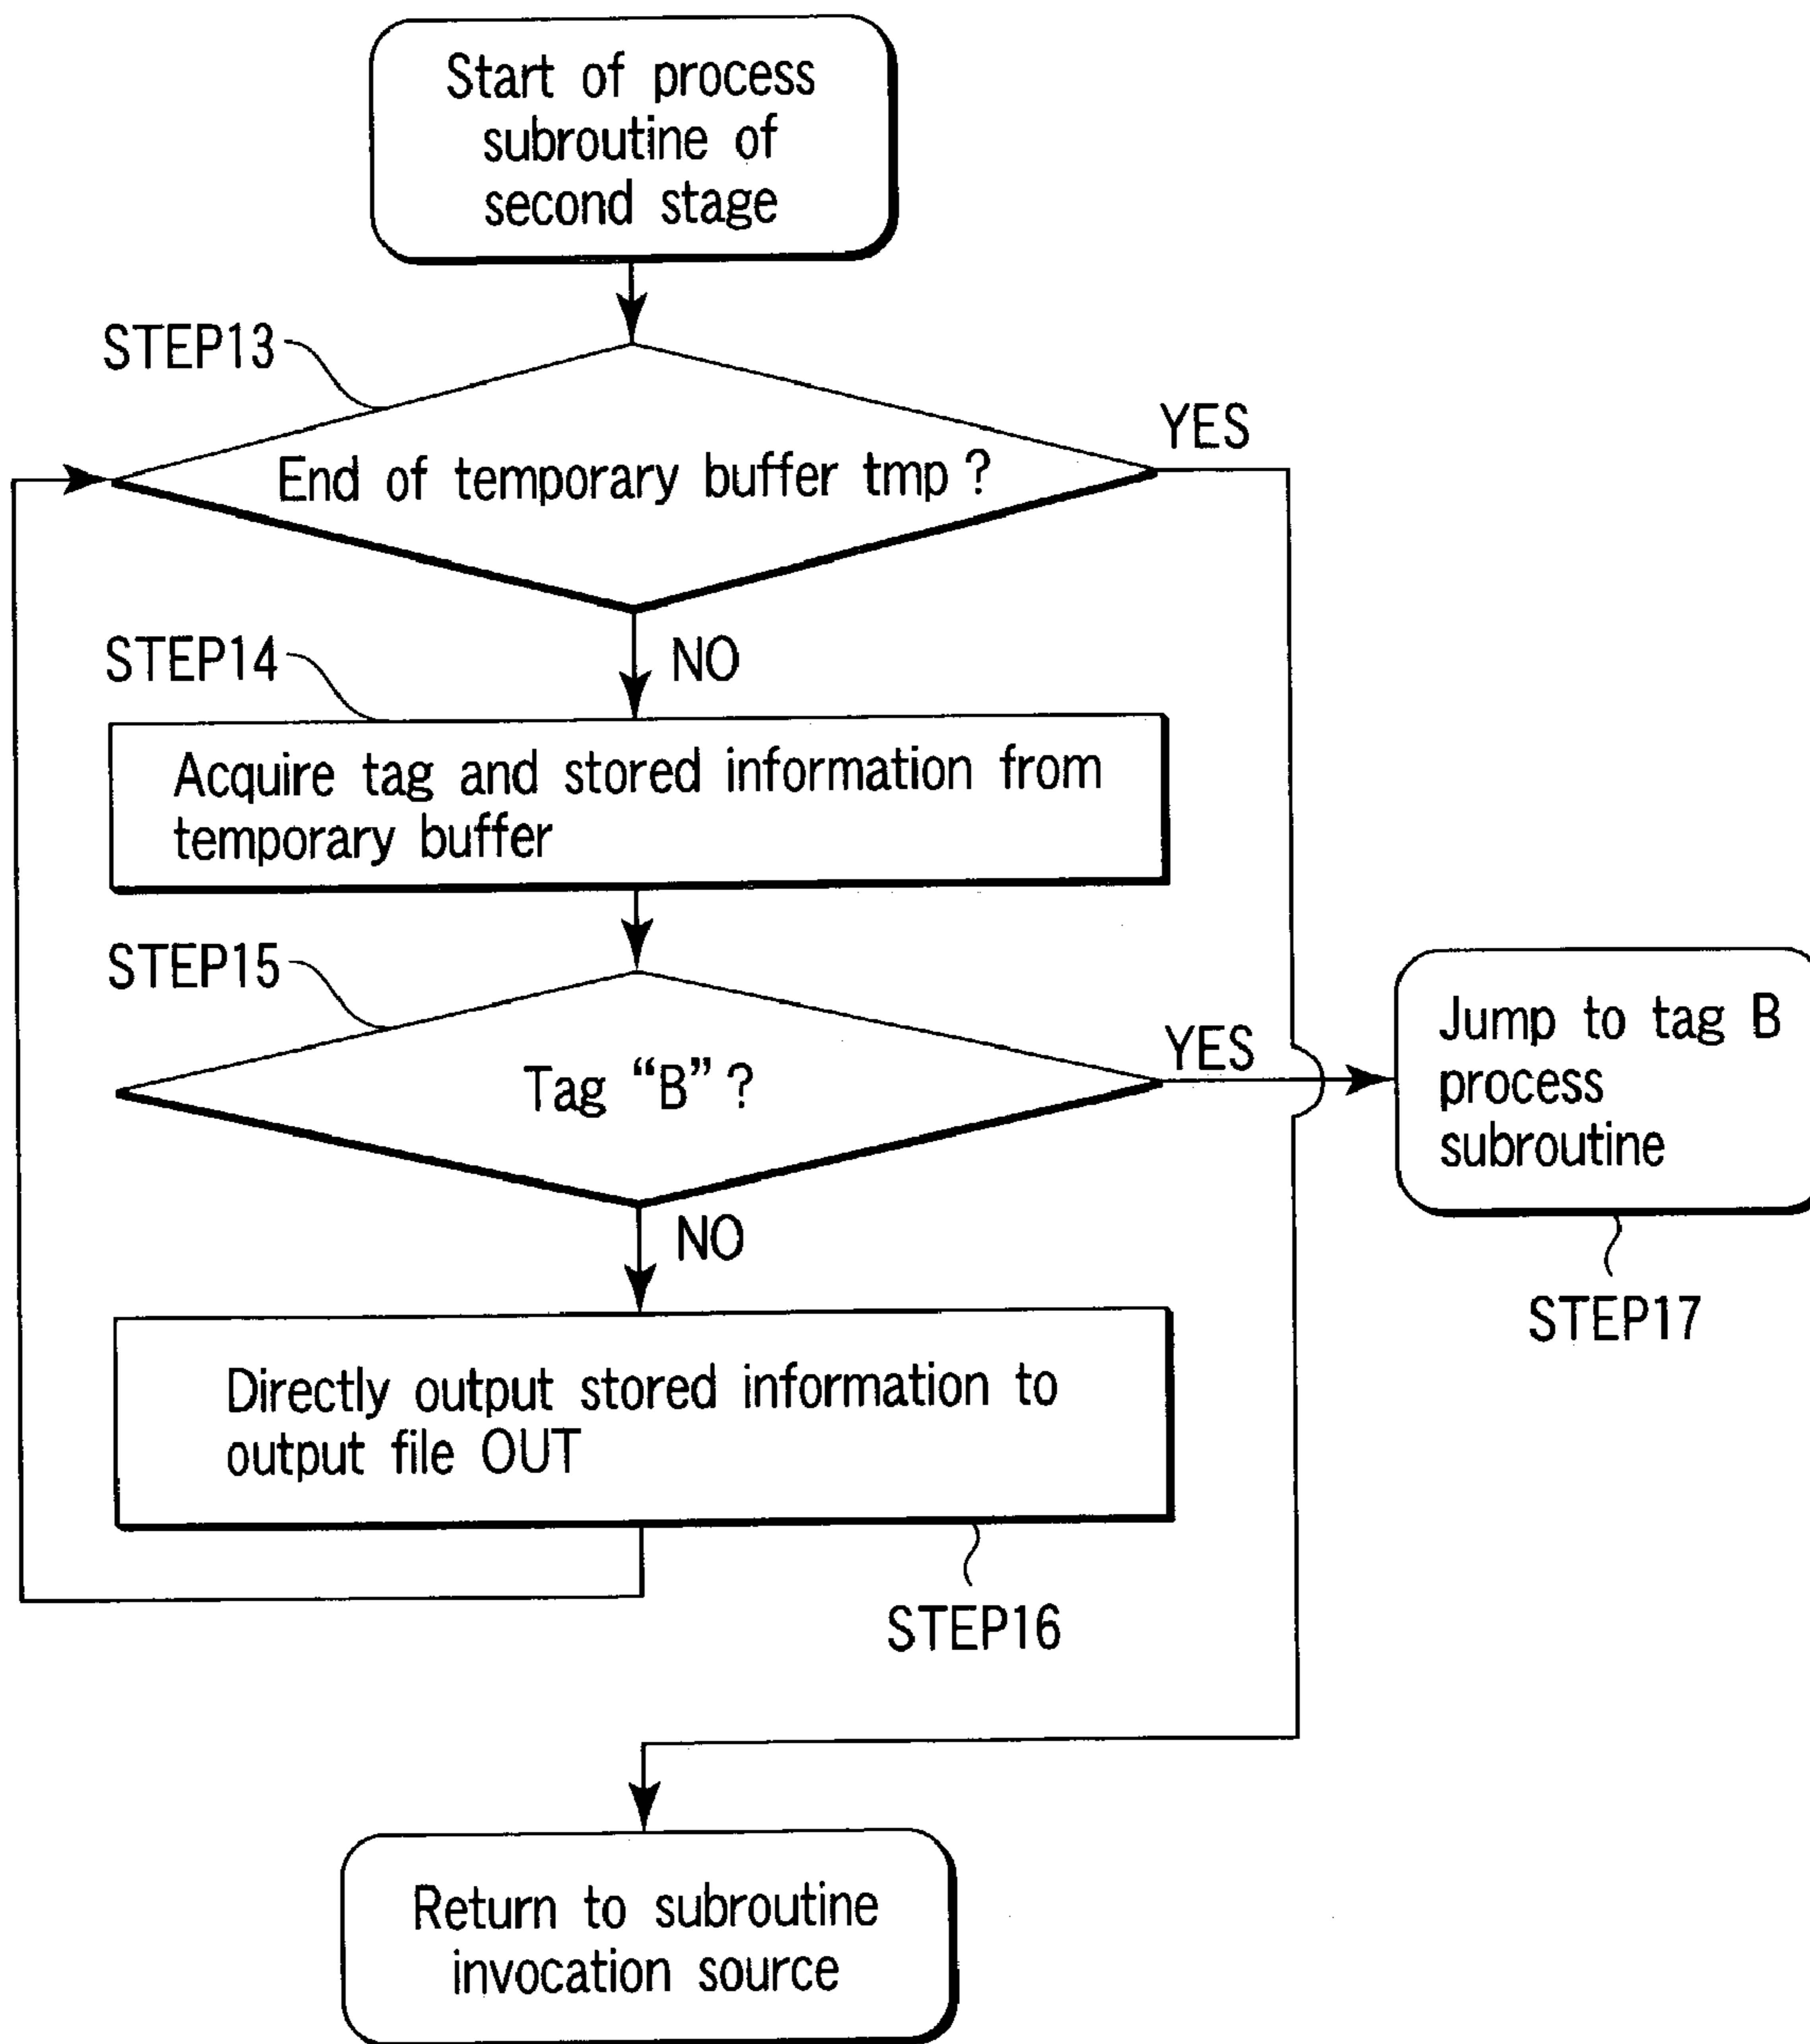 Start of process
subroutine of
second stage
STEP13
YES
End of temporary buffer tmp ?
NO
STEP14
Acquire tag and stored information from
temporary buffer
STEP15
YES
Tag “B” ?
Jump to tag B
process
subroutine
NO
STEP17
Directly output stored information to
output file OUT
STEP16
Return to subroutine
invocation source